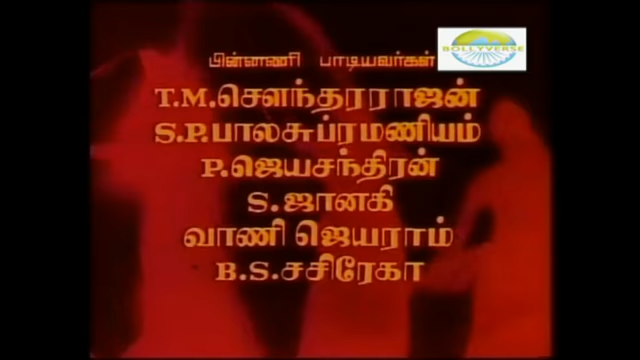 பின்னணி பாடியவர்கள்
BOLLYVERSE
T.M.சௌந்தரராஜன்
S.P.பாலசுப்ரமணியம்
P.ஜெயசந்திரன்
S.ஜானகி
வாணி ஜெயராம்
B.S.சசிரேகா